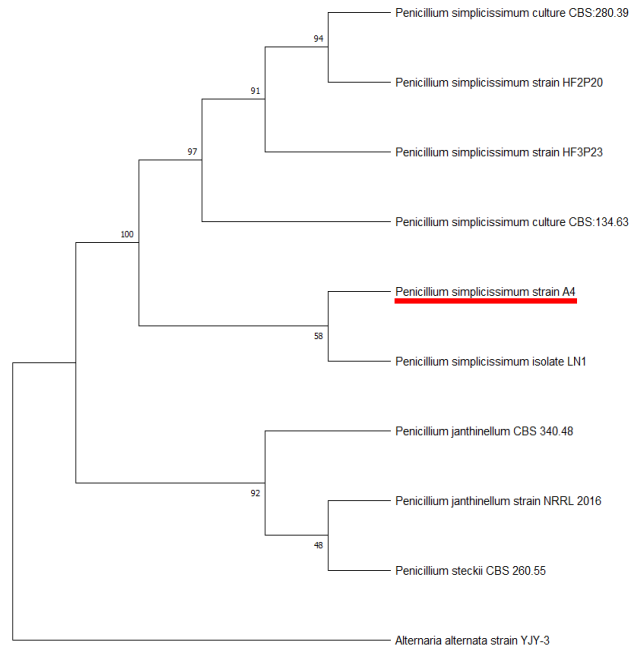 Penicillium simplicissimum culture CBS:280.39
94
Penicillium simplicissimum strain HF2P20
91
Penicillium simplicissimum strain HF3P23
97
Penicillium simplicissimum culture CBS:134.63
100
Penicillium simplicissimum strain A4
58
Penicillium simplicissimum isolate LN1
Penicillium janthinellum CBS 340.48
92
Penicillium janthinellum strain NRRL 2016
48
Penicillium steckii CBS 260.55
Alternaria alternata strain YJY-3